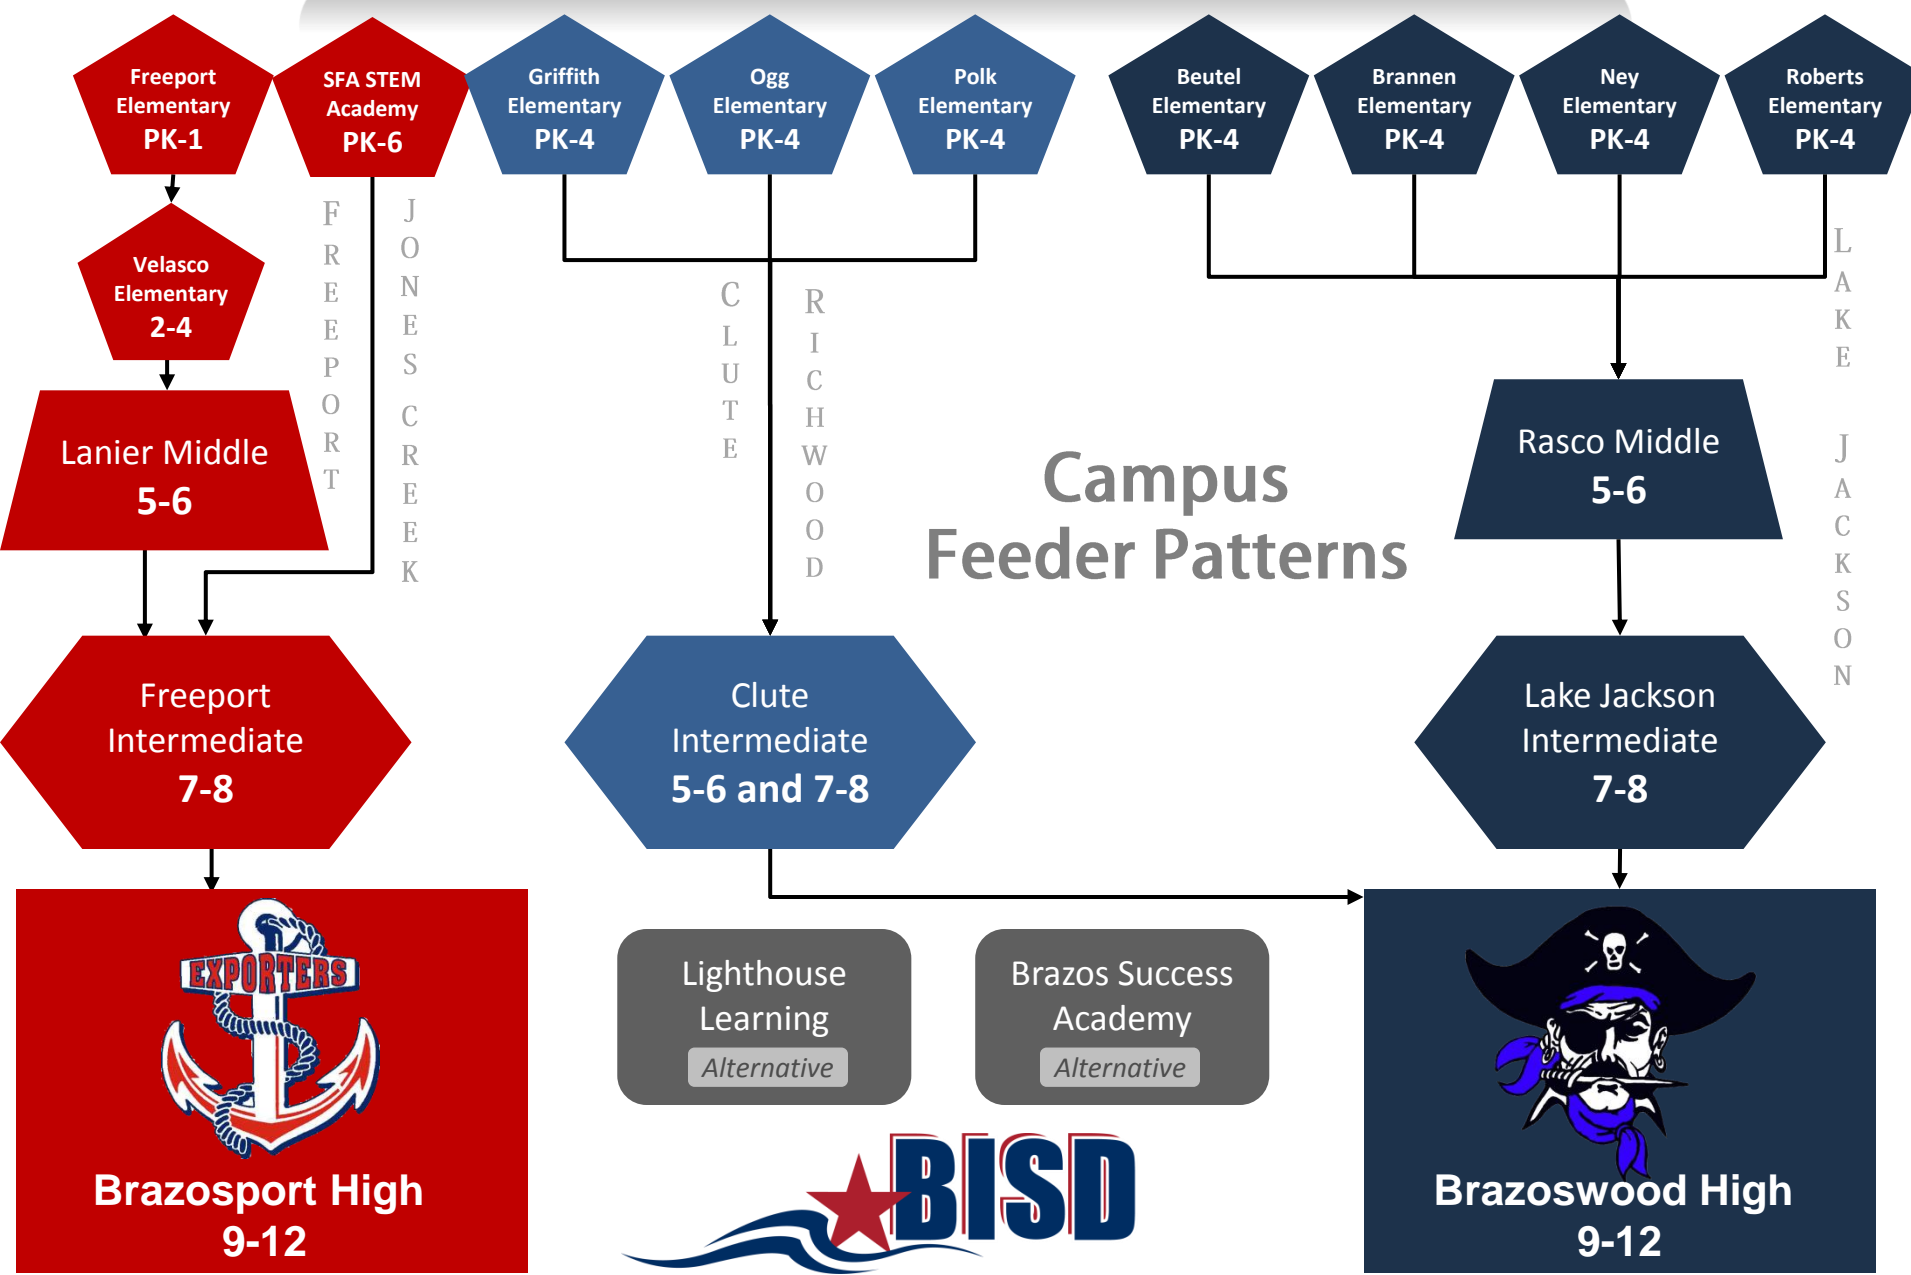 Freeport
Elementary
PK-1
SFA STEM
Academy
PK-6
Griffith
Elementary
PK-4
Ogg
Elementary
PK-4
Polk
Elementary
PK-4
Beutel
Elementary
PK-4
Brannen
Elementary
PK-4
Ney
Elementary
PK-4
Roberts
Elementary
PK-4
Velasco
Elementary
2-4
FREEPORT
JONES CREEK
CLUTE
RICHWOOD
LAKE JACKSON
Lanier Middle
5-6
Campus
Feeder Patterns
Rasco Middle
5-6
Freeport
Intermediate
7-8
Clute
Intermediate
5-6 and 7-8
Lake Jackson
Intermediate
7-8
EXPORTERS
Brazosport High
9-12
Lighthouse
Learning
Alternative
Brazos Success
Academy
Alternative
BISD
Brazoswood High
9-12